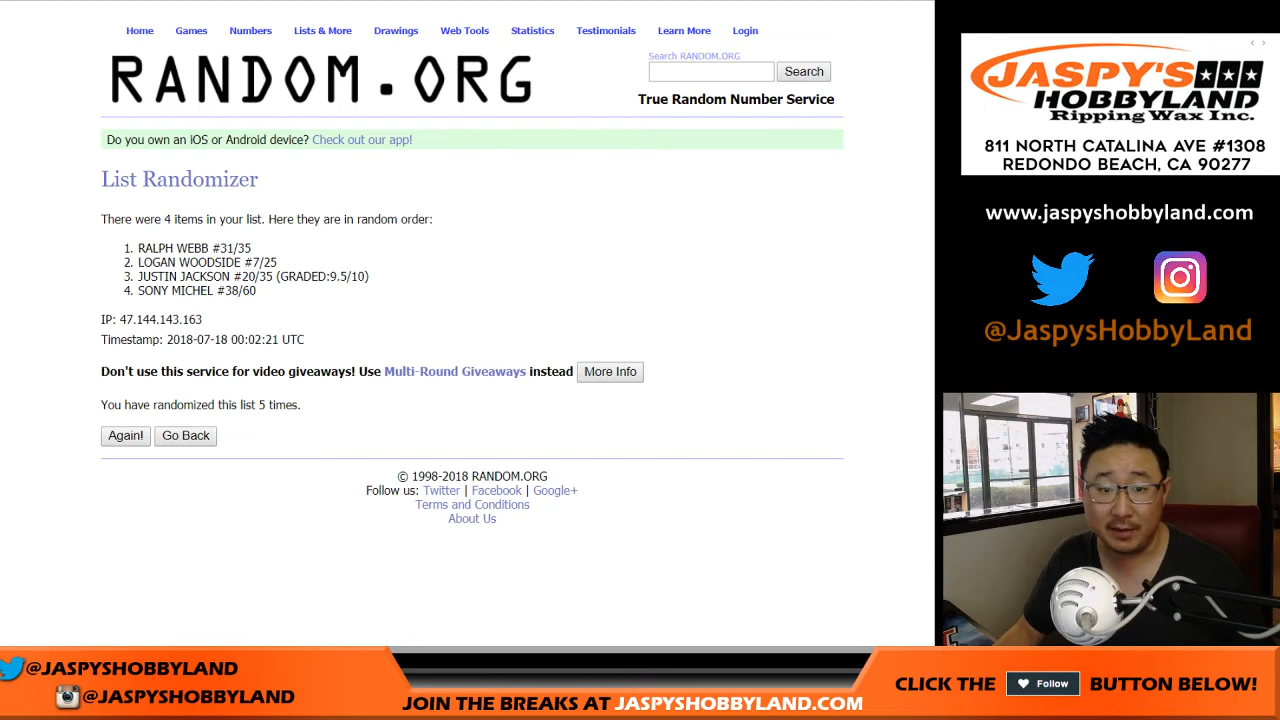 Home Games Numbers Lists & More Drawings Web Tools Statistics Testimonials Learn More Login
RANDOM.ORG
Search RANDOM.ORG
Search
True Random Number Service
Do you own an iOS or Android device? Check out our app!
List Randomizer
There were 4 items in your list. Here they are in random order:
1. RALPH WEBB #31/35
2. LOGAN WOODSIDE #7/25
3. JUSTIN JACKSON #20/35 (GRADED:9.5/10)
4. SONY MICHEL #38/60
IP: 47.144.143.163
Timestamp: 2018-07-18 00:02:21 UTC
Don't use this service for video giveaways! Use Multi-Round Giveaways instead More Info
You have randomized this list 5 times.
Again! Go Back
© 1998-2018 RANDOM.ORG
Follow us: Twitter | Facebook | Google+
Terms and Conditions
About Us
JASPY'S
HOBBYLAND
Ripping Wax Inc.
811 NORTH CATALINA AVE #1308
REDONDO BEACH, CA 90277
www.jaspyshobbyland.com
@JaspysHobbyLand
@JASPYSHOBBYLAND
@JASPYSHOBBYLAND
JOIN THE BREAKS AT JASPYSHOBBYLAND.COM
CLICK THE Follow BUTTON BELOW!